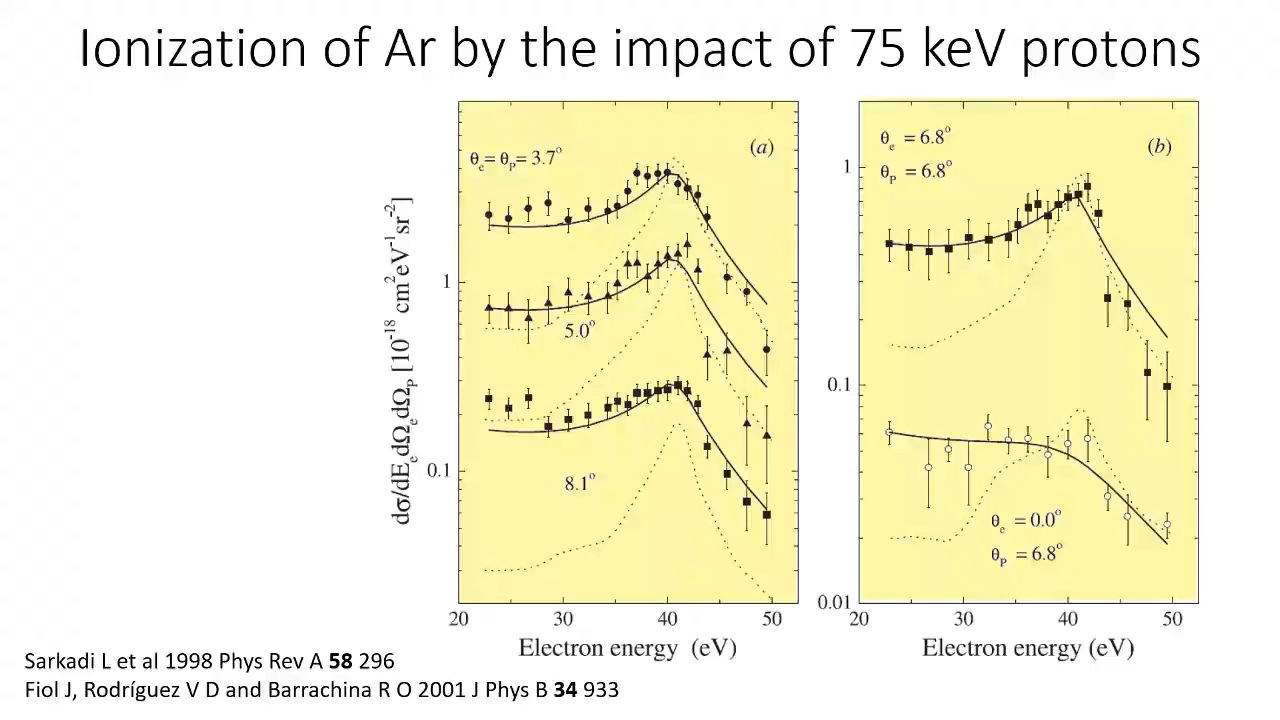 Ionization of Ar by the impact of 75 keV protons
dσ/dEₑdΩₑdΩₚ [10⁻¹⁸ cm²eV⁻¹sr⁻²]
θₑ= θₚ= 3.7°
(a)
5.0°
8.1°
1
0.1
20 30 40 50
Electron energy (eV)
θₑ = 6.8°
θₚ = 6.8°
(b)
θₑ = 0.0°
θₚ = 6.8°
1
0.1
0.01
20 30 40 50
Electron energy (eV)
Sarkadi L et al 1998 Phys Rev A 58 296
Fiol J, Rodríguez V D and Barrachina R O 2001 J Phys B 34 933